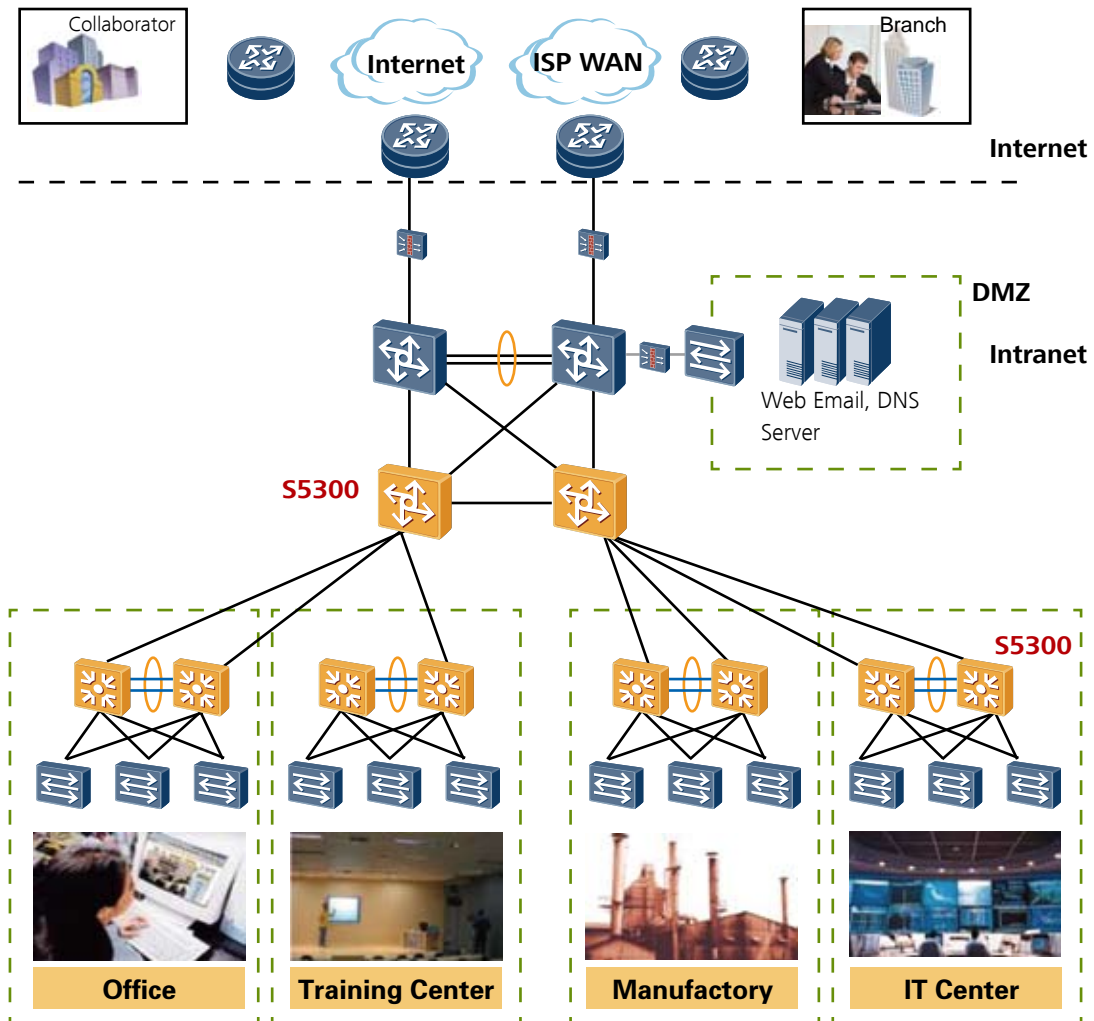 Collaborator
Internet
ISP WAN
Branch
Internet
DMZ
Intranet
Web Email, DNS
Server
S5300
S5300
Office
Training Center
Manufactory
IT Center